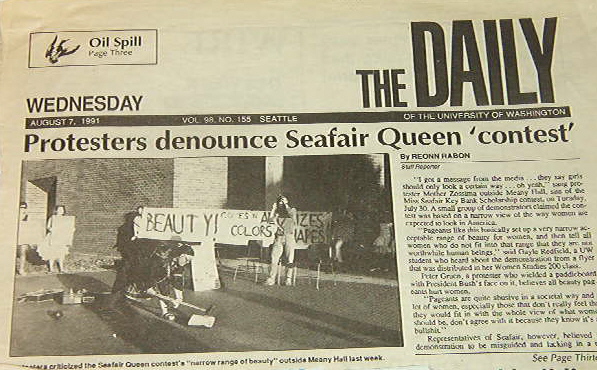 Oil Spill
Page Three
THE DAILY
WEDNESDAY
AUGUST 7, 1991 VOL. 98, NO. 155 SEATTLE OF THE UNIVERSITY OF WASHINGTON
Protesters denounce Seafair Queen 'contest'
BEAUTY!
COLORS &
By REONN RABON
Staff Reporter
"I got a message from the media . . . they say girls
should only look a certain way . . . oh yeah," sang pro-
tester Mother Zossima outside Meany Hall, site of the
Miss Seafair Key Bank Scholarship contest, on Tuesday,
July 30. A small group of demonstrators claimed the con-
test was based on a narrow view of the way women are
expected to look in America.
"Pageants like this basically set up a very narrow ac-
ceptable range of beauty for women, and then tell all
women who do not fit into that range that they are not
worthwhile human beings," said Gayle Redfield, a UW
student who heard about the demonstration from a flyer
that was distributed in her Women Studies 200 class.
Peter a protester who wielded a paddleboard
with President Bush's face on it, believes all beauty pag
eants hurt women.
"Pageants are quite abusive in a societal way and
lot of women, especially those that don't really feel th
they would fit in with the whole view of what wome
should be, don't agree with it because they know it's
bullshit."
Representatives of Seafair, however, believed
demonstration to be misguided and lacking in a
See Page Thirte
criticized the Seafair Queen contest's "narrow range of beauty" outside Meany Hall last week.